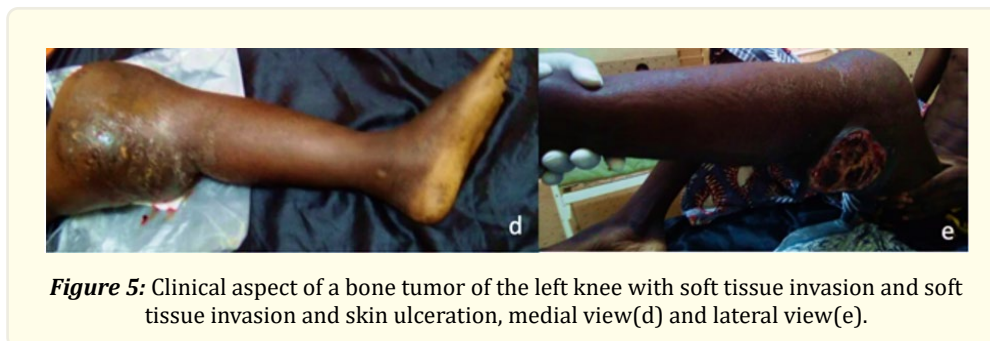 d
e
Figure 5: Clinical aspect of a bone tumor of the left knee with soft tissue invasion and soft
tissue invasion and skin ulceration, medial view(d) and lateral view(e).